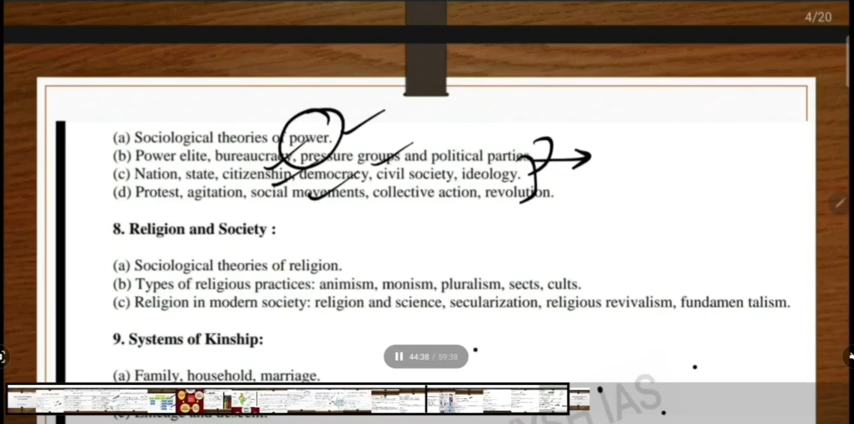 4/20
(a) Sociological theories of power.
(b) Power elite, bureaucracy, pressure groups and political parties
(c) Nation, state, citizenship, democracy, civil society, ideology.
(d) Protest, agitation, social movements, collective action, revolution.
8. Religion and Society :
(a) Sociological theories of religion.
(b) Types of religious practices: animism, monism, pluralism, sects, cults.
(c) Religion in modern society: religion and science, secularization, religious revivalism, fundamen talism.
9. Systems of Kinship:
44:38 / 59:38
(a) Family, household, marriage.
IAS